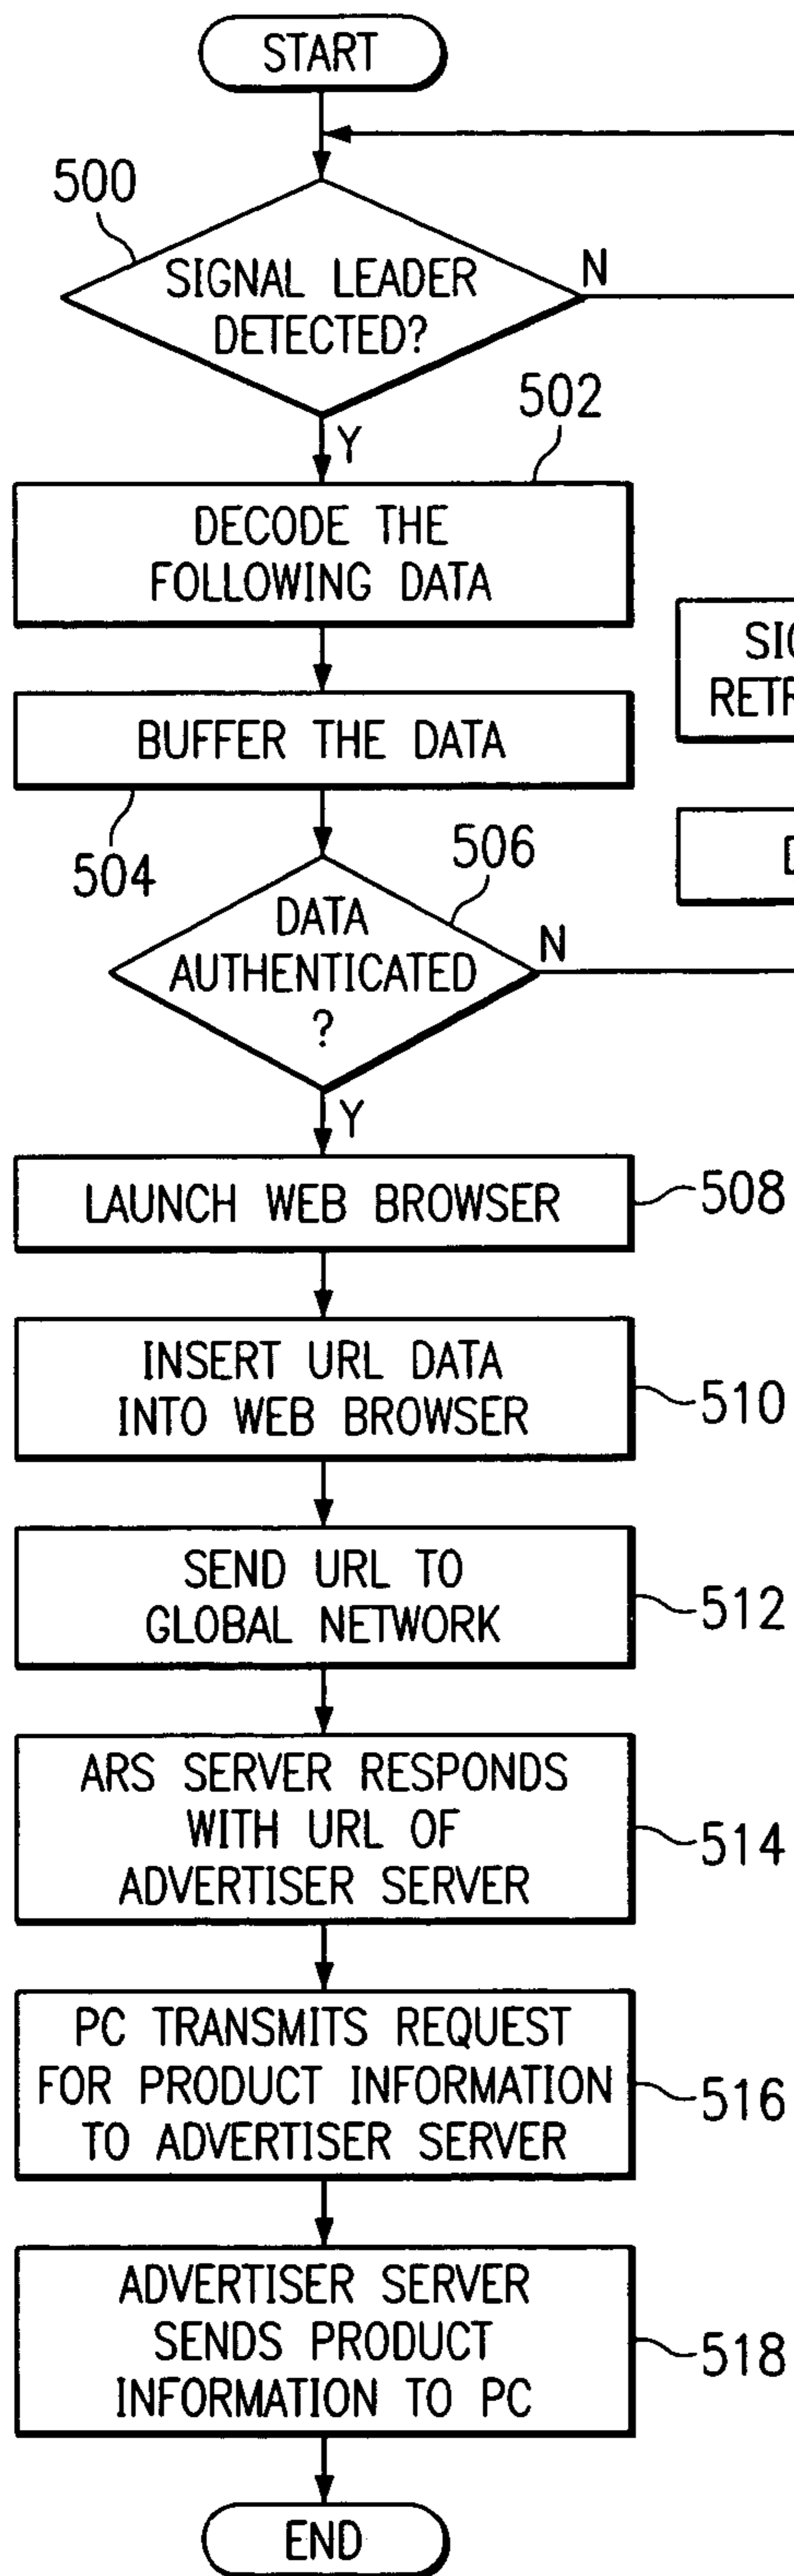 START
500
SIGNAL LEADER
DETECTED?
N
Y
502
DECODE THE
FOLLOWING DATA
BUFFER THE DATA
504
506
DATA
AUTHENTICATED
?
N
Y
LAUNCH WEB BROWSER
508
INSERT URL DATA
INTO WEB BROWSER
510
SEND URL TO
GLOBAL NETWORK
512
ARS SERVER RESPONDS
WITH URL OF
ADVERTISER SERVER
514
PC TRANSMITS REQUEST
FOR PRODUCT INFORMATION
TO ADVERTISER SERVER
516
ADVERTISER SERVER
SENDS PRODUCT
INFORMATION TO PC
518
END